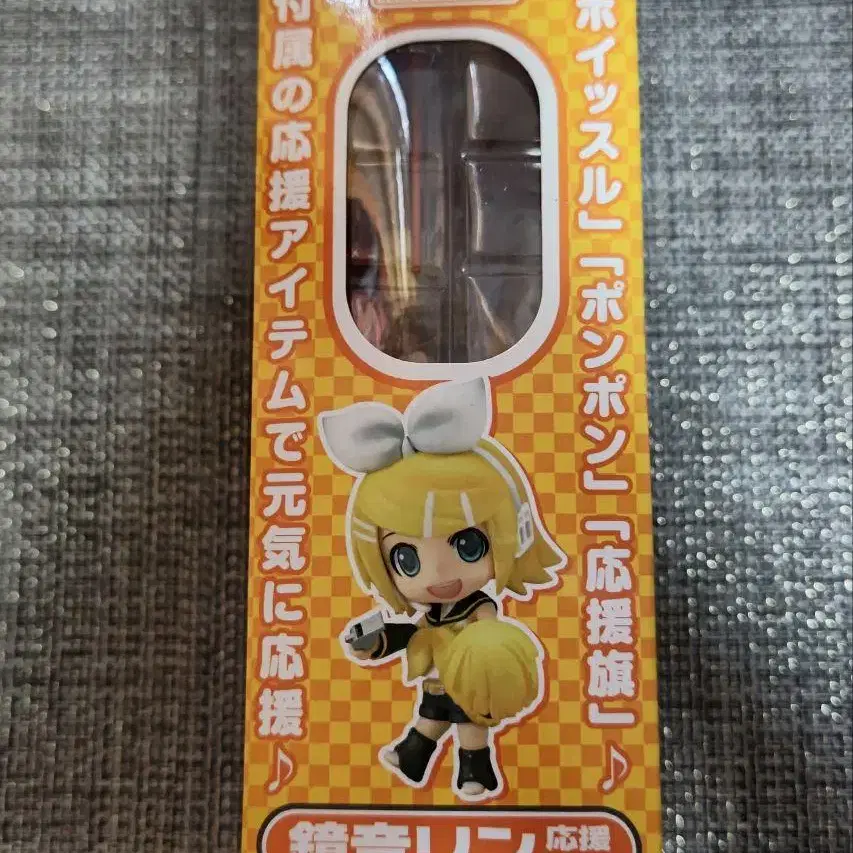 ホイッスル」「ポンポン」「応援旗」♪
付属の応援アイテムで元気に応援♪
鏡音リン 応援